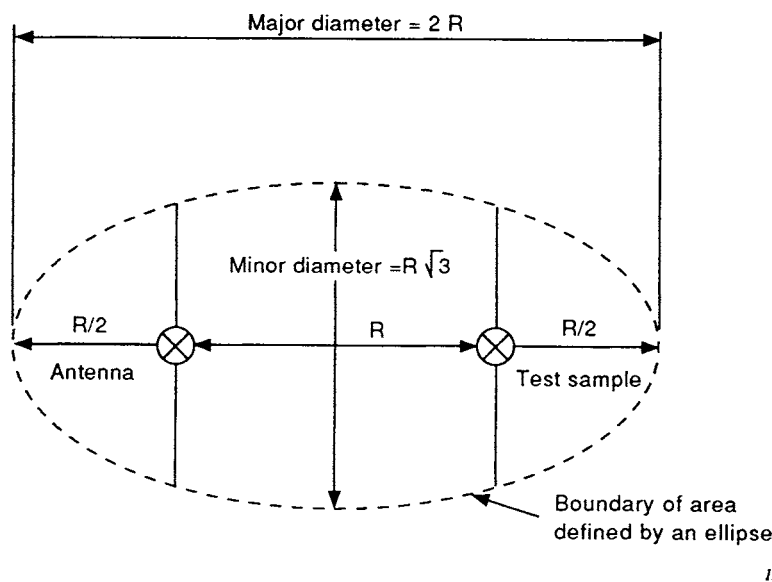 Major diameter = 2 R
Minor diameter =R √3
R/2
R
R/2
Antenna
Test sample
Boundary of area
defined by an ellipse